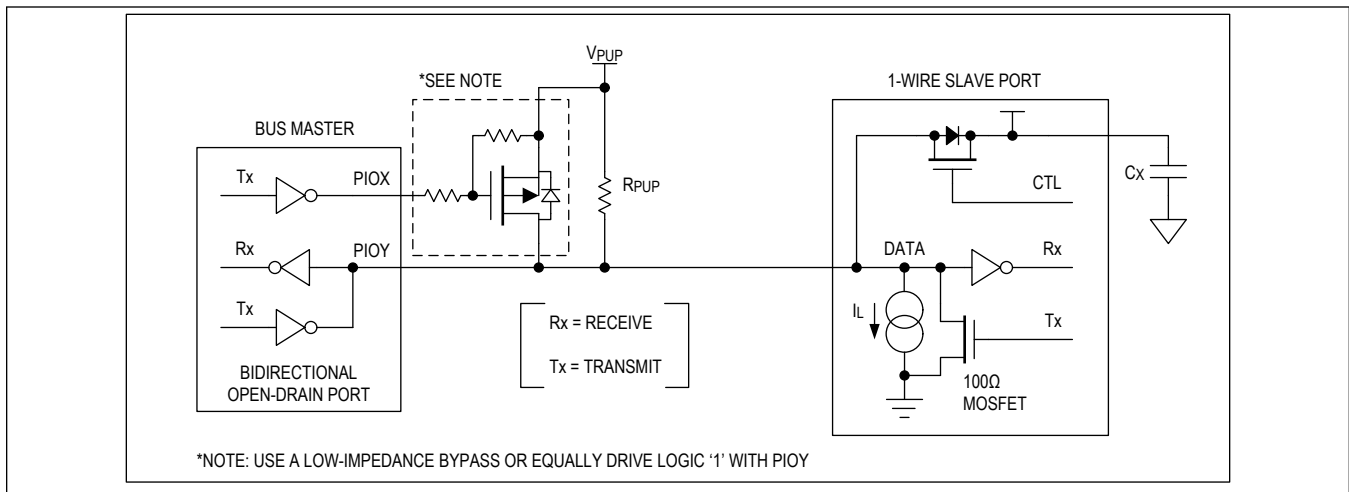 VPUP
*SEE NOTE
1-WIRE SLAVE PORT
BUS MASTER
Tx
PIOX
RPUP
CTL
CX
Rx
PIOY
DATA
Rx
Tx
IL
Tx
Rx = RECEIVE
Tx = TRANSMIT
BIDIRECTIONAL
OPEN-DRAIN PORT
100Ω
MOSFET
*NOTE: USE A LOW-IMPEDANCE BYPASS OR EQUALLY DRIVE LOGIC ‘1’ WITH PIOY